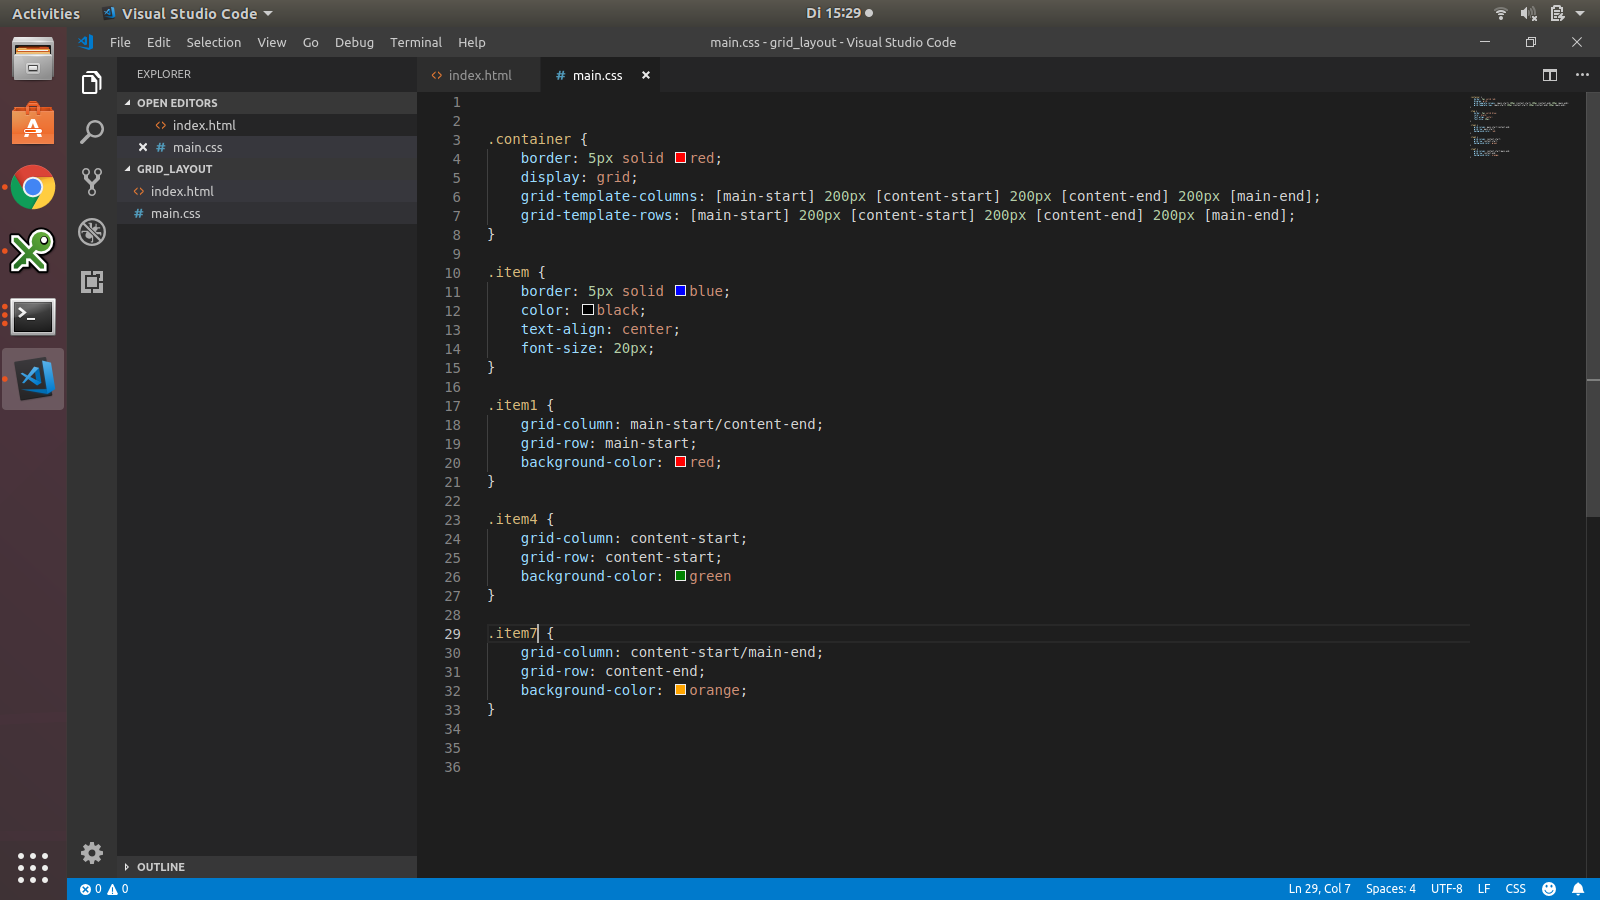 Activities
Visual Studio Code
Di 15:29
File Edit Selection View Go Debug Terminal Help
main.css - grid_layout - Visual Studio Code
EXPLORER
OPEN EDITORS
index.html
main.css
GRID_LAYOUT
index.html
main.css
OUTLINE
index.html
# main.css
1
2
3 .container {
4 border: 5px solid red;
5 display: grid;
6 grid-template-columns: [main-start] 200px [content-start] 200px [content-end] 200px [main-end];
7 grid-template-rows: [main-start] 200px [content-start] 200px [content-end] 200px [main-end];
8 }
9
10 .item {
11 border: 5px solid blue;
12 color: black;
13 text-align: center;
14 font-size: 20px;
15 }
16
17 .item1 {
18 grid-column: main-start/content-end;
19 grid-row: main-start;
20 background-color: red;
21 }
22
23 .item4 {
24 grid-column: content-start;
25 grid-row: content-start;
26 background-color: green
27 }
28
29 .item7 {
30 grid-column: content-start/main-end;
31 grid-row: content-end;
32 background-color: orange;
33 }
34
35
36
0 0
Ln 29, Col 7 Spaces: 4 UTF-8 LF CSS